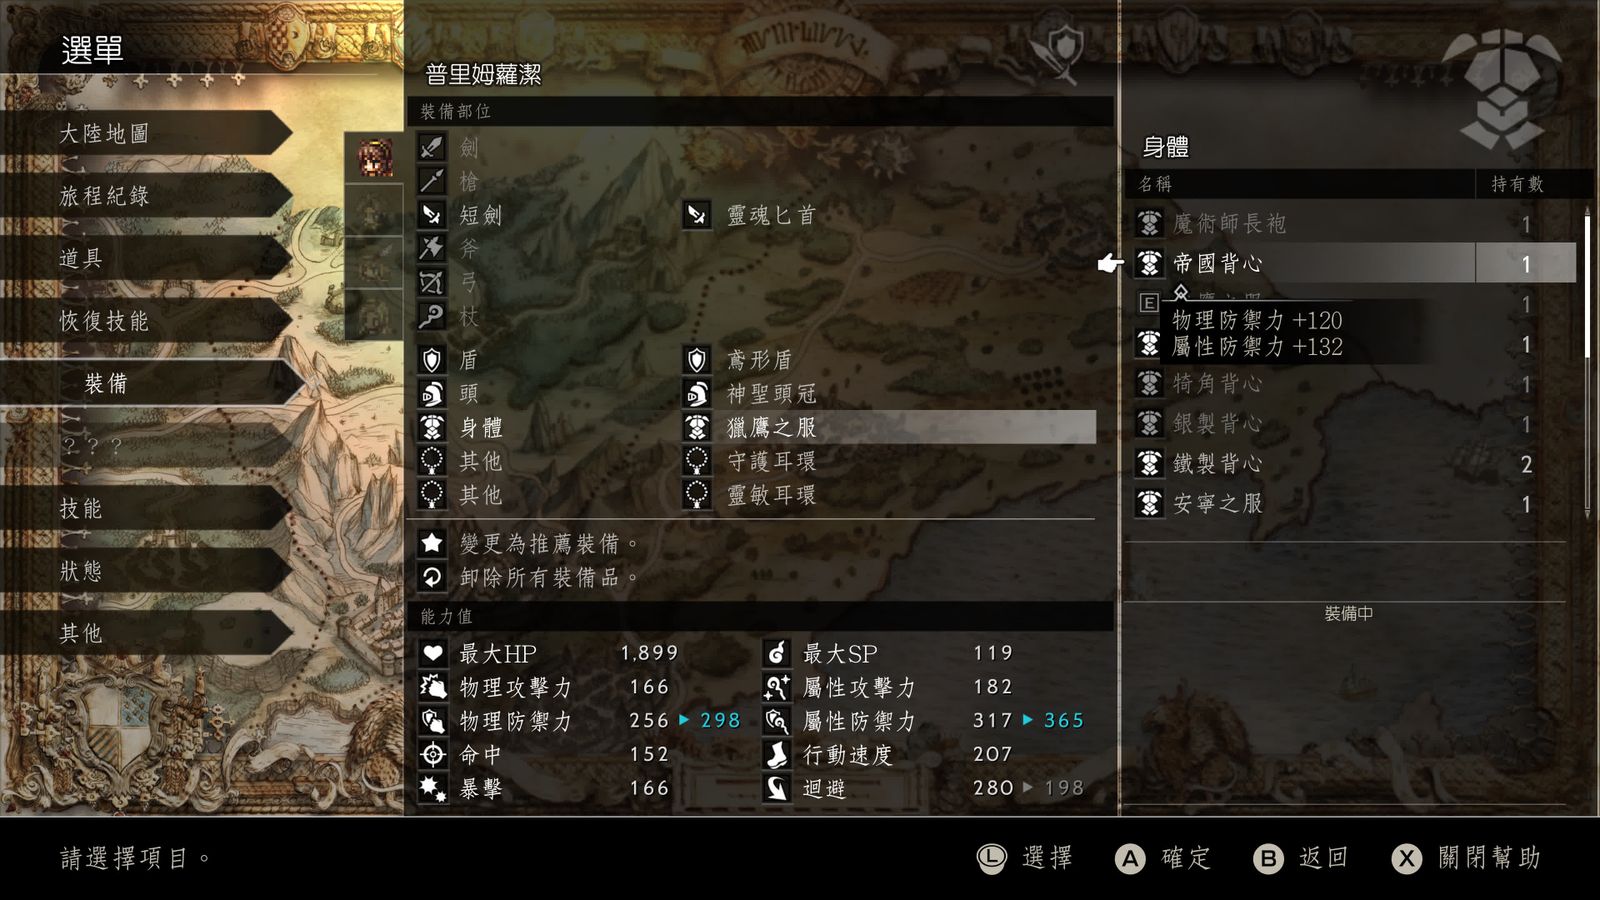 選單
大陸地圖
旅程紀錄
道具
恢復技能
裝備
？？？
技能
狀態
其他
普里姆蘿潔
裝備部位
劍
槍
短劍 靈魂匕首
斧
弓
杖
盾 鳶形盾
頭 神聖頭冠
身體 獵鷹之服
其他 守護耳環
其他 靈敏耳環
變更為推薦裝備。
卸除所有裝備品。
能力值
最大HP 1,899 最大SP 119
物理攻擊力 166 屬性攻擊力 182
物理防禦力 256 ▶ 298 屬性防禦力 317 ▶ 365
命中 152 行動速度 207
暴擊 166 迴避 280 ▶ 198
身體
名稱 持有數
魔術師長袍 1
帝國背心 1
E 1
物理防禦力 +120
屬性防禦力 +132
1
犄角背心 1
銀製背心 1
鐵製背心 2
安寧之服 1
裝備中
請選擇項目。
L 選擇 A 確定 B 返回 X 關閉幫助